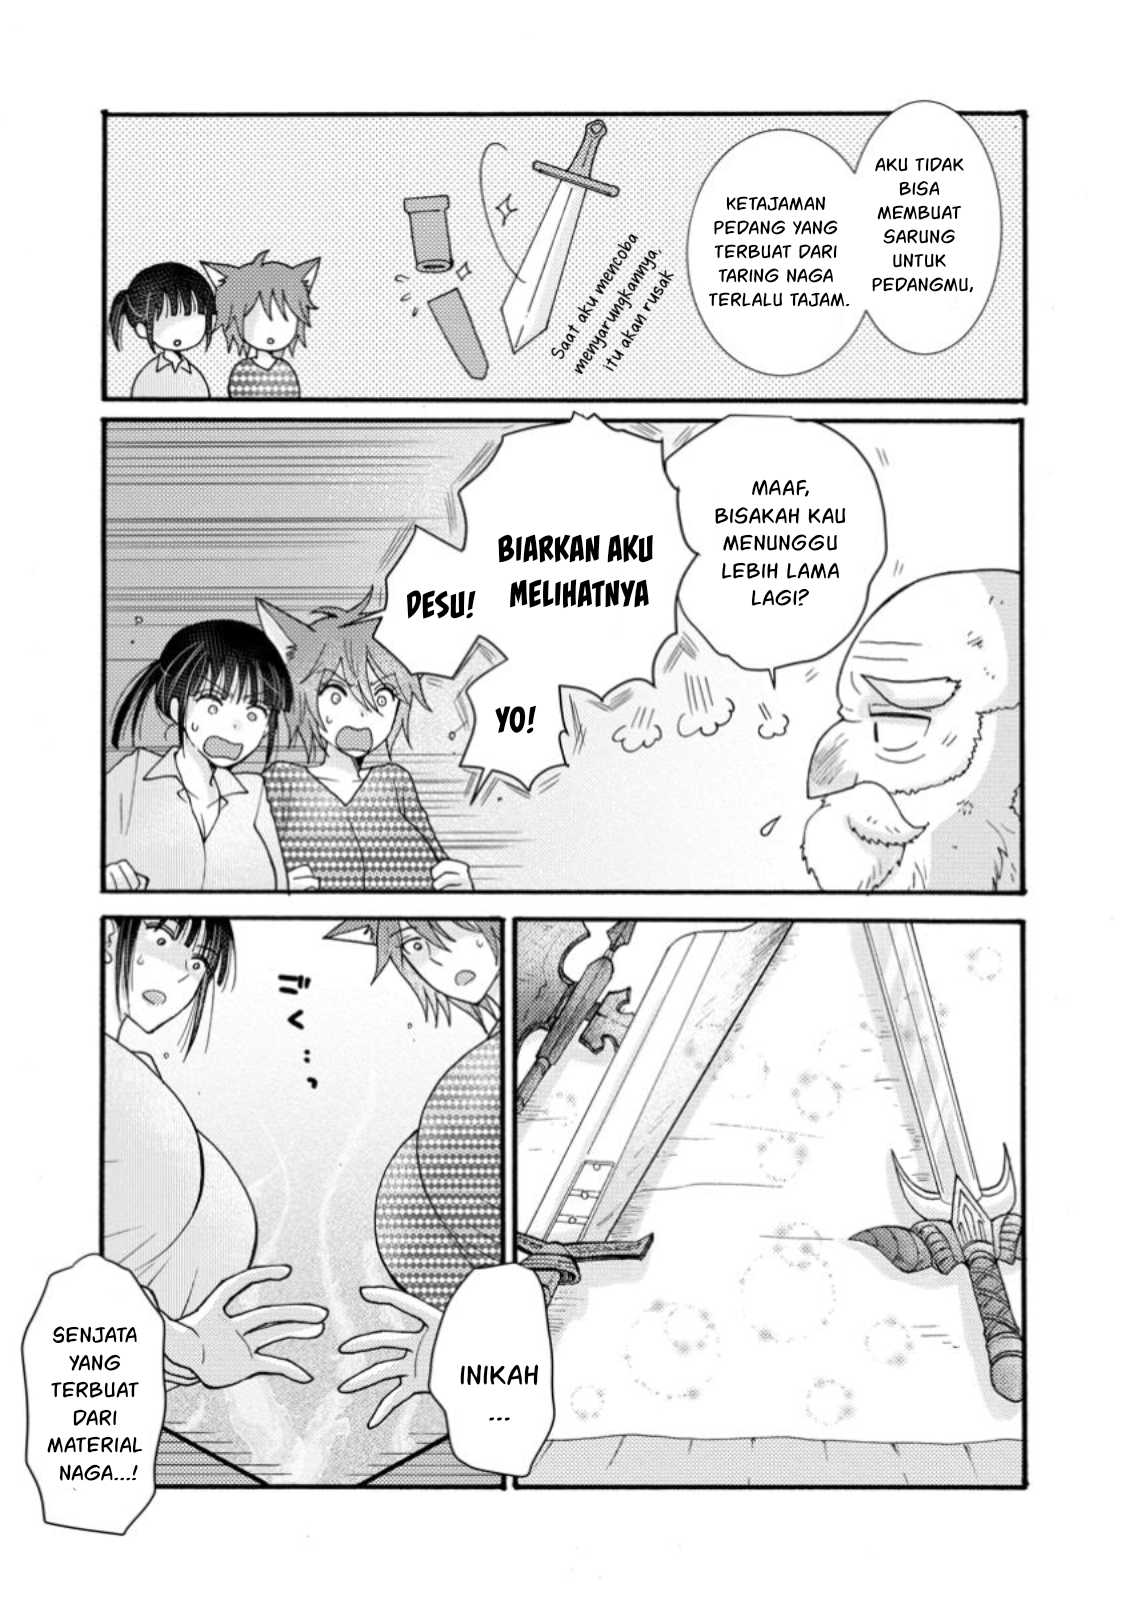 AKU TIDAK
BISA
MEMBUAT
SARUNG
UNTUK
PEDANGMU,
KETAJAMAN
PEDANG YANG
TERBUAT DARI
TARING NAGA
TERLALU TAJAM.
Saat aku mencoba
menyarungkannya,
itu akan rusak
MAAF,
BISAKAH KAU
MENUNGGU
LEBIH LAMA
LAGI?
BIARKAN AKU
MELIHATNYA
DESU!
YO!
INIKAH
...
SENJATA
YANG
TERBUAT
DARI
MATERIAL
NAGA...!